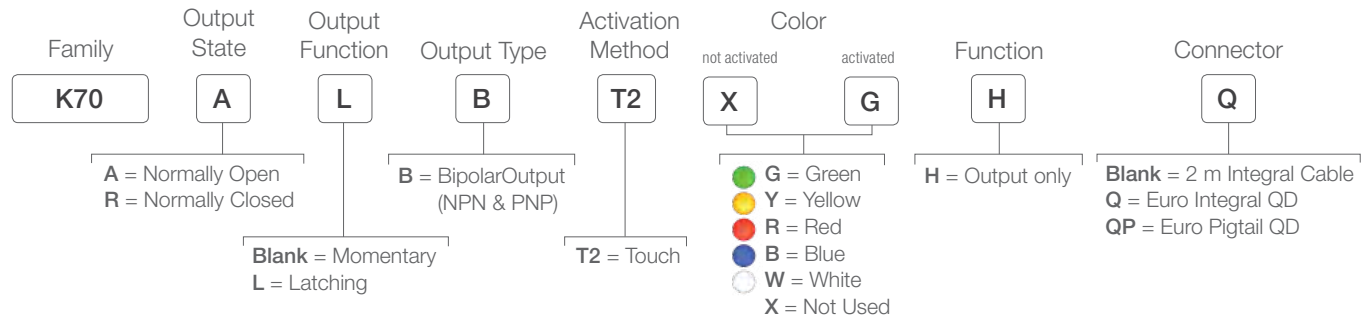 Family
Output
State
Output
Function
Output Type
Activation
Method
Color
not activated
activated
Function
Connector
K70
A
L
B
T2
X
G
H
Q
A = Normally Open
R = Normally Closed
Blank = Momentary
L = Latching
B = BipolarOutput
(NPN & PNP)
T2 = Touch
G = Green
Y = Yellow
R = Red
B = Blue
W = White
X = Not Used
H = Output only
Blank = 2 m Integral Cable
Q = Euro Integral QD
QP = Euro Pigtail QD